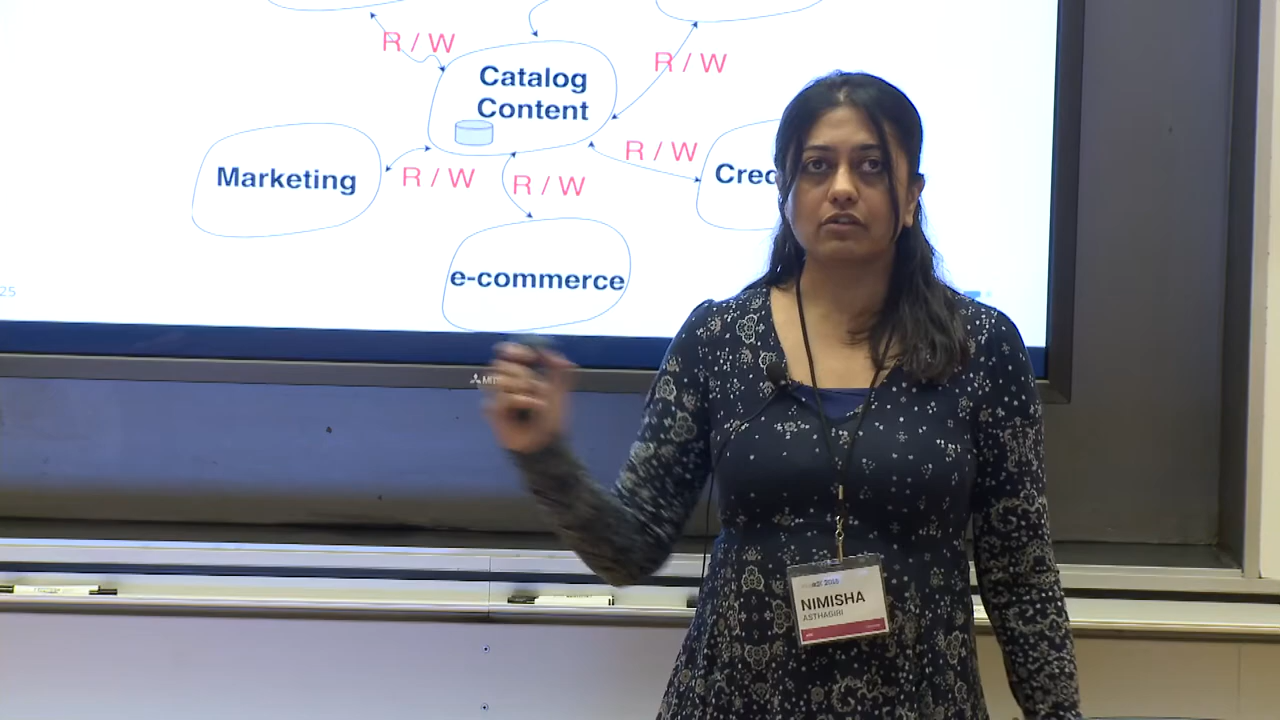 R / W
R / W
Catalog
Content
R / W
Marketing
R / W
R / W
Cred
e-commerce
25
NIMISHA
ASTHAGIRI